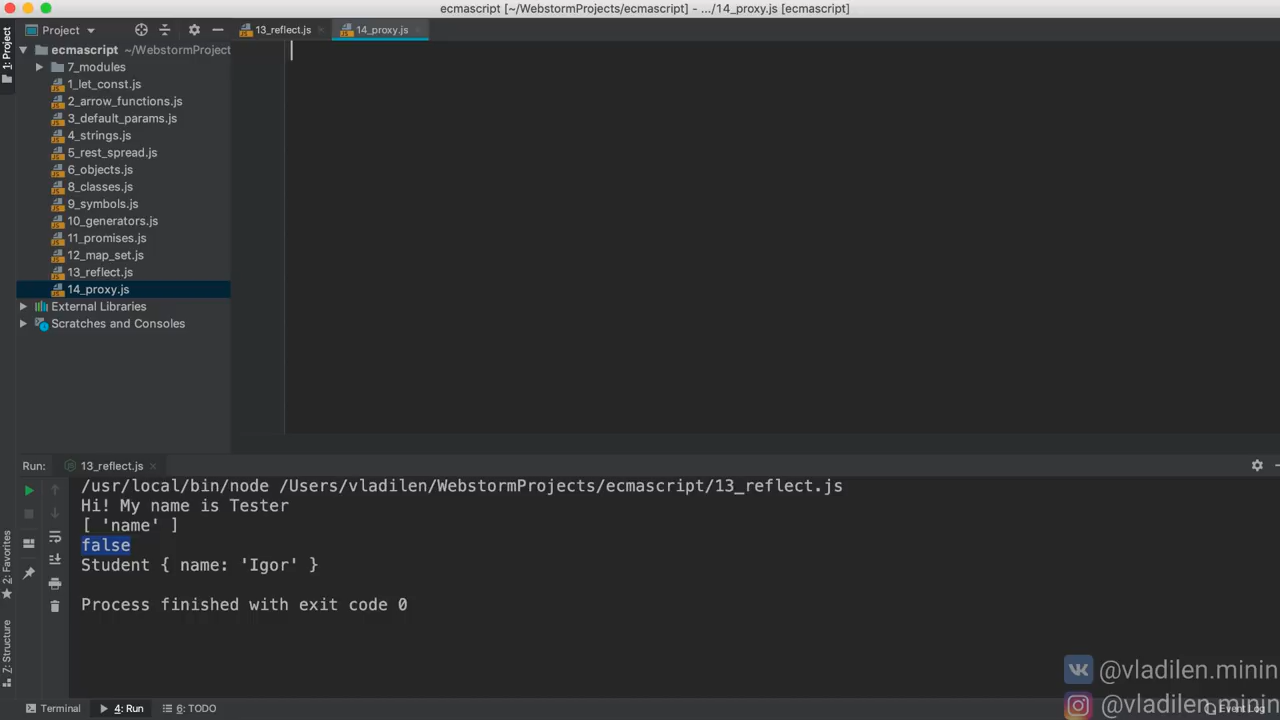 ecmascript [~/WebstormProjects/ecmascript] - .../14_proxy.js [ecmascript]
1: Project
Project
13_reflect.js
14_proxy.js
ecmascript ~/WebstormProject
7_modules
1_let_const.js
2_arrow_functions.js
3_default_params.js
4_strings.js
5_rest_spread.js
6_objects.js
8_classes.js
9_symbols.js
10_generators.js
11_promises.js
12_map_set.js
13_reflect.js
14_proxy.js
External Libraries
Scratches and Consoles
Run: 13_reflect.js
/usr/local/bin/node /Users/vladilen/WebstormProjects/ecmascript/13_reflect.js
Hi! My name is Tester
[ 'name' ]
false
Student { name: 'Igor' }
Process finished with exit code 0
2: Favorites
Z: Structure
@vladilen.minin
@vladilen.minin
Terminal
4: Run
6: TODO
Event Log